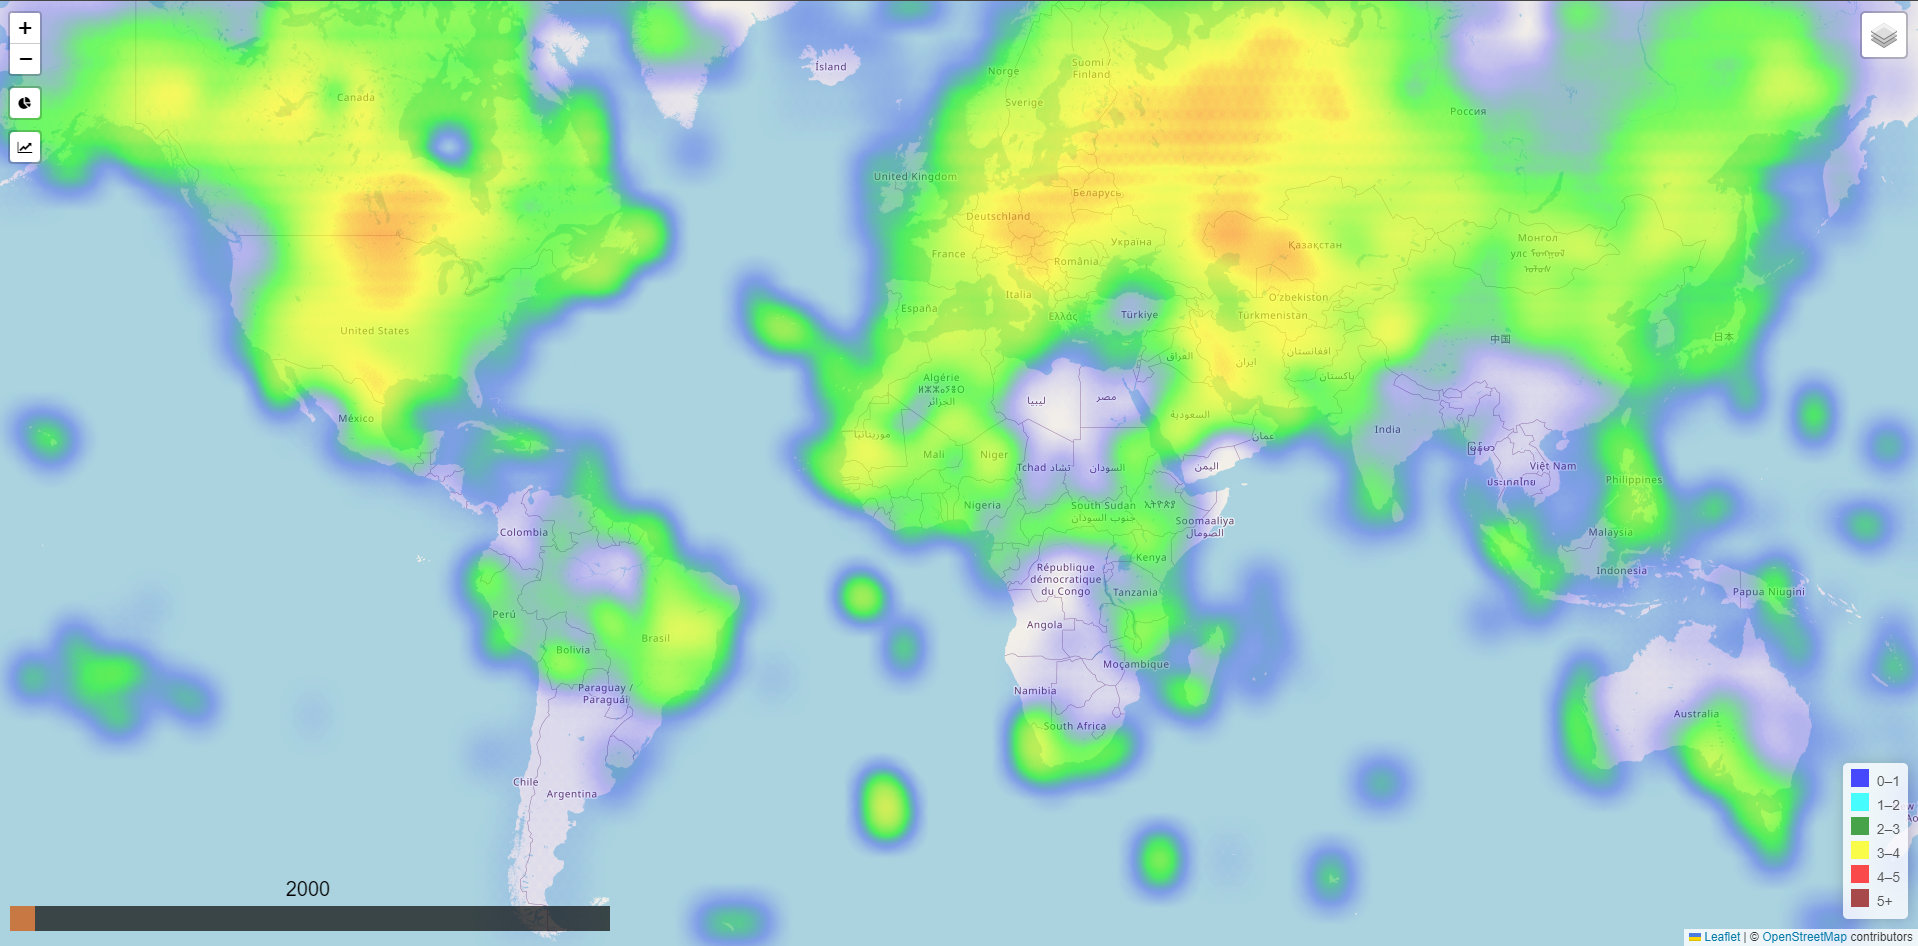 +
−
Ísland
Norge
Suomi /
Finland
Sverige
Canada
Россия
United Kingdom
Беларусь
Deutschland
Україна
Қазақстан
Монгол
улс
France
România
Italia
O'zbekiston
España
Ελλάς
Türkiye
Türkmenistan
United States
中国
日本
العراق
ایران
افغانستان
پاکستان
Algérie
ⵍⵣⵣⴰⵢⴻⵔ
الجزائر
ليبيا
مصر
السعودية
México
عمان
India
موريتانيا
Mali
Niger
Tchad تشاد
السودان
اليمن
Việt Nam
ประเทศไทย
Philippines
Nigeria
South Sudan
جنوب السودان
Soomaaliya
الصومال
Colombia
Malaysia
Kenya
Indonesia
République
démocratique
du Congo
Tanzania
Papua Niugini
Perú
Angola
Brasil
Bolivia
Moçambique
Paraguay /
Paraguái
Namibia
South Africa
Australia
Chile
Argentina
0–1
1–2
2–3
3–4
4–5
5+
2000
Leaflet | © OpenStreetMap contributors